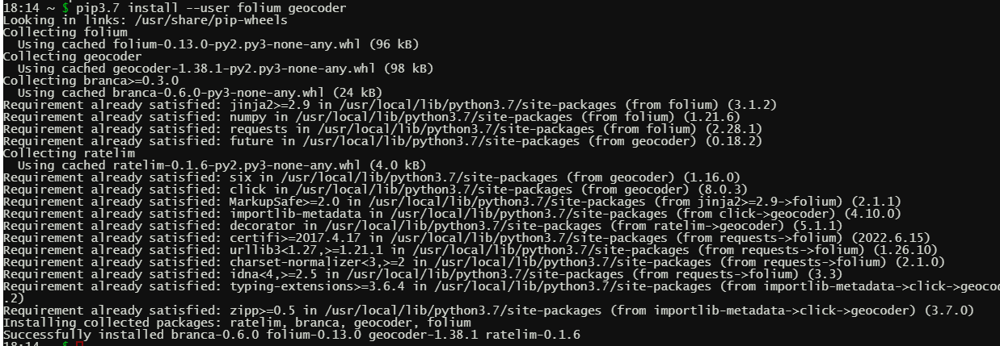 18:14 ~ $ pip3.7 install --user folium geocoder
Looking in links: /usr/share/pip-wheels
Collecting folium
  Using cached folium-0.13.0-py2.py3-none-any.whl (96 kB)
Collecting geocoder
  Using cached geocoder-1.38.1-py2.py3-none-any.whl (98 kB)
Collecting branca>=0.3.0
  Using cached branca-0.6.0-py3-none-any.whl (24 kB)
Requirement already satisfied: jinja2>=2.9 in /usr/local/lib/python3.7/site-packages (from folium) (3.1.2)
Requirement already satisfied: numpy in /usr/local/lib/python3.7/site-packages (from folium) (1.21.6)
Requirement already satisfied: requests in /usr/local/lib/python3.7/site-packages (from folium) (2.28.1)
Requirement already satisfied: future in /usr/local/lib/python3.7/site-packages (from geocoder) (0.18.2)
Collecting ratelim
  Using cached ratelim-0.1.6-py2.py3-none-any.whl (4.0 kB)
Requirement already satisfied: six in /usr/local/lib/python3.7/site-packages (from geocoder) (1.16.0)
Requirement already satisfied: click in /usr/local/lib/python3.7/site-packages (from geocoder) (8.0.3)
Requirement already satisfied: MarkupSafe>=2.0 in /usr/local/lib/python3.7/site-packages (from jinja2>=2.9->folium) (2.1.1)
Requirement already satisfied: importlib-metadata in /usr/local/lib/python3.7/site-packages (from click->geocoder) (4.10.0)
Requirement already satisfied: decorator in /usr/local/lib/python3.7/site-packages (from ratelim->geocoder) (5.1.1)
Requirement already satisfied: certifi>=2017.4.17 in /usr/local/lib/python3.7/site-packages (from requests->folium) (2022.6.15)
Requirement already satisfied: urllib3<1.27,>=1.21.1 in /usr/local/lib/python3.7/site-packages (from requests->folium) (1.26.10)
Requirement already satisfied: charset-normalizer<3,>=2 in /usr/local/lib/python3.7/site-packages (from requests->folium) (2.1.0)
Requirement already satisfied: idna<4,>=2.5 in /usr/local/lib/python3.7/site-packages (from requests->folium) (3.3)
Requirement already satisfied: typing-extensions>=3.6.4 in /usr/local/lib/python3.7/site-packages (from importlib-metadata->click->geoco
.2)
Requirement already satisfied: zipp>=0.5 in /usr/local/lib/python3.7/site-packages (from importlib-metadata->click->geocoder) (3.7.0)
Installing collected packages: ratelim, branca, geocoder, folium
Successfully installed branca-0.6.0 folium-0.13.0 geocoder-1.38.1 ratelim-0.1.6
18:14 ~ $